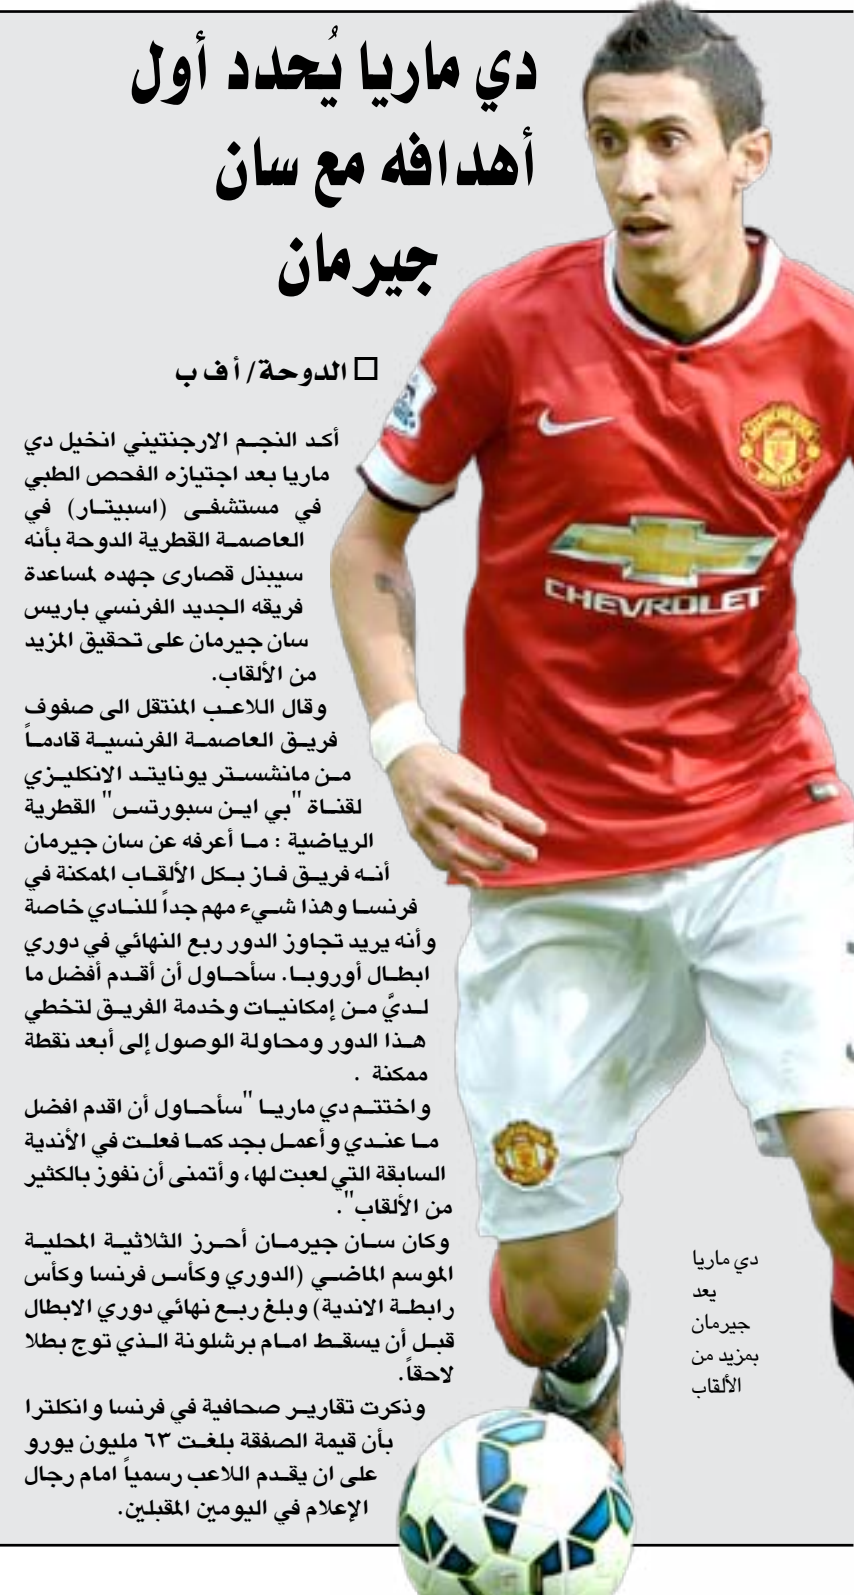 دي ماريا يُحدد أول
أهدافه مع سان
جيرمان
□ الدوحة/ أ ف ب
أكد النجم الارجنتيني انخيل دي
ماريا بعد اجتيازه الفحص الطبي
في مستشفى (اسبيتار) في
العاصمة القطرية الدوحة بأنه
سيبذل قصارى جهده لمساعدة
فريقه الجديد الفرنسي باريس
سان جيرمان على تحقيق المزيد
من الألقاب.
وقال اللاعب المنتقل الى صفوف
فريق العاصمة الفرنسية قادماً
من مانشستر يونايتد الانكليزي
لقناة "بي اين سبورتس" القطرية
الرياضية : ما أعرفه عن سان جيرمان
أنه فريق فاز بكل الألقاب الممكنة في
فرنسا وهذا شيء مهم جداً للنادي خاصة
وأنه يريد تجاوز الدور ربع النهائي في دوري
ابطال أوروبا. سأحاول أن أقدم أفضل ما
لديَّ من إمكانيات وخدمة الفريق لتخطي
هذا الدور ومحاولة الوصول إلى أبعد نقطة
ممكنة .
واختتم دي ماريا "سأحاول أن اقدم افضل
ما عندي وأعمل بجد كما فعلت في الأندية
السابقة التي لعبت لها، وأتمنى أن نفوز بالكثير
من الألقاب".
وكان سان جيرمان أحرز الثلاثية المحلية
الموسم الماضي (الدوري وكأس فرنسا وكأس
رابطة الاندية) وبلغ ربع نهائي دوري الابطال
قبل أن يسقط امام برشلونة الذي توج بطلا
لاحقاً.
وذكرت تقارير صحافية في فرنسا وانكلترا
بأن قيمة الصفقة بلغت ٦٣ مليون يورو
على ان يقدم اللاعب رسمياً امام رجال
الإعلام في اليومين المقبلين.
CHEVROLET
MANCHESTER
UNITED
دي ماريا
يعد
جيرمان
بمزيد من
الألقاب